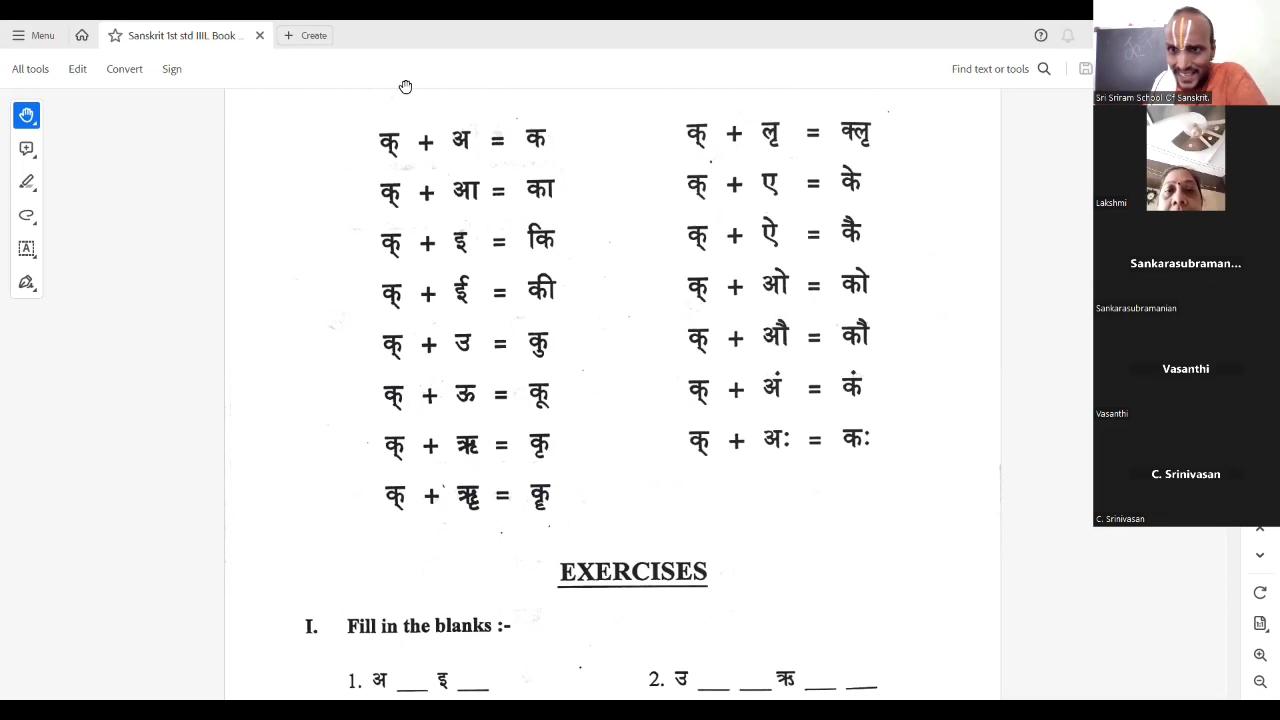 Menu
Sanskrit 1st std IIIL Book ...
Create
All tools
Edit
Convert
Sign
Find text or tools
क् + अ = क
क् + आ = का
क् + इ = कि
क् + ई = की
क् + उ = कु
क् + ऊ = कू
क् + ऋ = कृ
क् + ॠ = कॄ
क् + लृ = क्लृ
क् + ए = के
क् + ऐ = कै
क् + ओ = को
क् + औ = कौ
क् + अं = कं
क् + अः = कः
EXERCISES
I. Fill in the blanks :-
1. अ ___ इ ___
2. उ ___ ___ ऋ ___ ___
Sri Sriram School Of Sanskrit.
Lakshmi
Sankarasubraman...
Sankarasubramanian
Vasanthi
Vasanthi
C. Srinivasan
C. Srinivasan